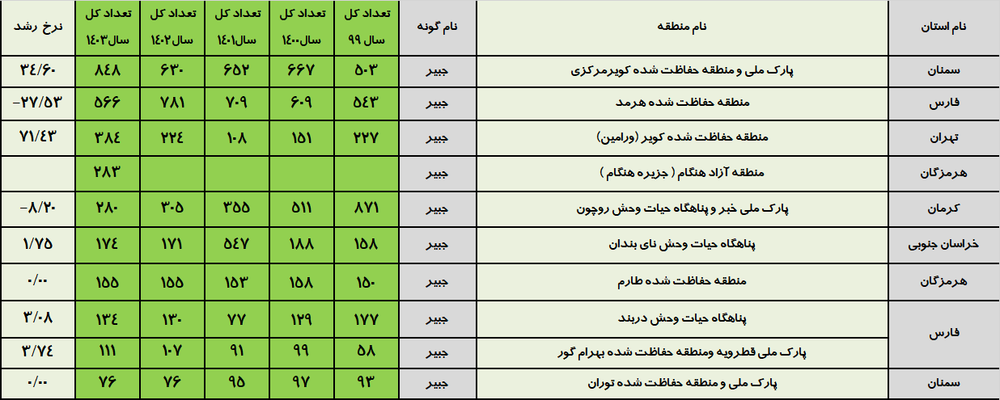 نام استان نام منطقه نام گونه تعداد کل سال ۹۹ تعداد کل سال۱۴۰۰ تعداد کل سال۱۴۰۱ تعداد کل سال۱۴۰۲ تعداد کل سال۱۴۰۳ نرخ رشد
سمنان پارک ملی و منطقه حفاظت شده کویرمرکزی جبیر ۵۰۳ ۶۶۷ ۶۵۲ ۶۳۰ ۸۴۸ ۳۴/۶۰
فارس منطقه حفاظت شده هرمد جبیر ۵۴۳ ۶۰۹ ۷۰۹ ۷۸۱ ۵۶۶ -۲۷/۵۳
تهران منطقه حفاظت شده کویر (ورامین) جبیر ۲۲۷ ۱۵۱ ۱۰۸ ۲۲۴ ۳۸۴ ۷۱/۴۳
هرمزگان منطقه آزاد هنگام ( جزیره هنگام ) جبیر ۲۸۳
کرمان پارک ملی خبر و پناهگاه حیات وحش روچون جبیر ۸۷۱ ۵۱۱ ۳۵۵ ۳۰۵ ۲۸۰ -۸/۲۰
خراسان جنوبی پناهگاه حیات وحش نای بندان جبیر ۱۵۸ ۱۸۸ ۵۴۷ ۱۷۱ ۱۷۴ ۱/۷۵
هرمزگان منطقه حفاظت شده طارم جبیر ۱۵۰ ۱۵۸ ۱۵۳ ۱۵۵ ۱۵۵ ۰/۰۰
فارس پناهگاه حیات وحش دربند جبیر ۱۷۷ ۱۲۹ ۷۷ ۱۳۰ ۱۳۴ ۳/۰۸
پارک ملی قطرویه ومنطقه حفاظت شده بهرام گور جبیر ۵۸ ۹۹ ۹۱ ۱۰۷ ۱۱۱ ۳/۷۴
سمنان پارک ملی و منطقه حفاظت شده توران جبیر ۹۳ ۹۷ ۹۵ ۷۶ ۷۶ ۰/۰۰